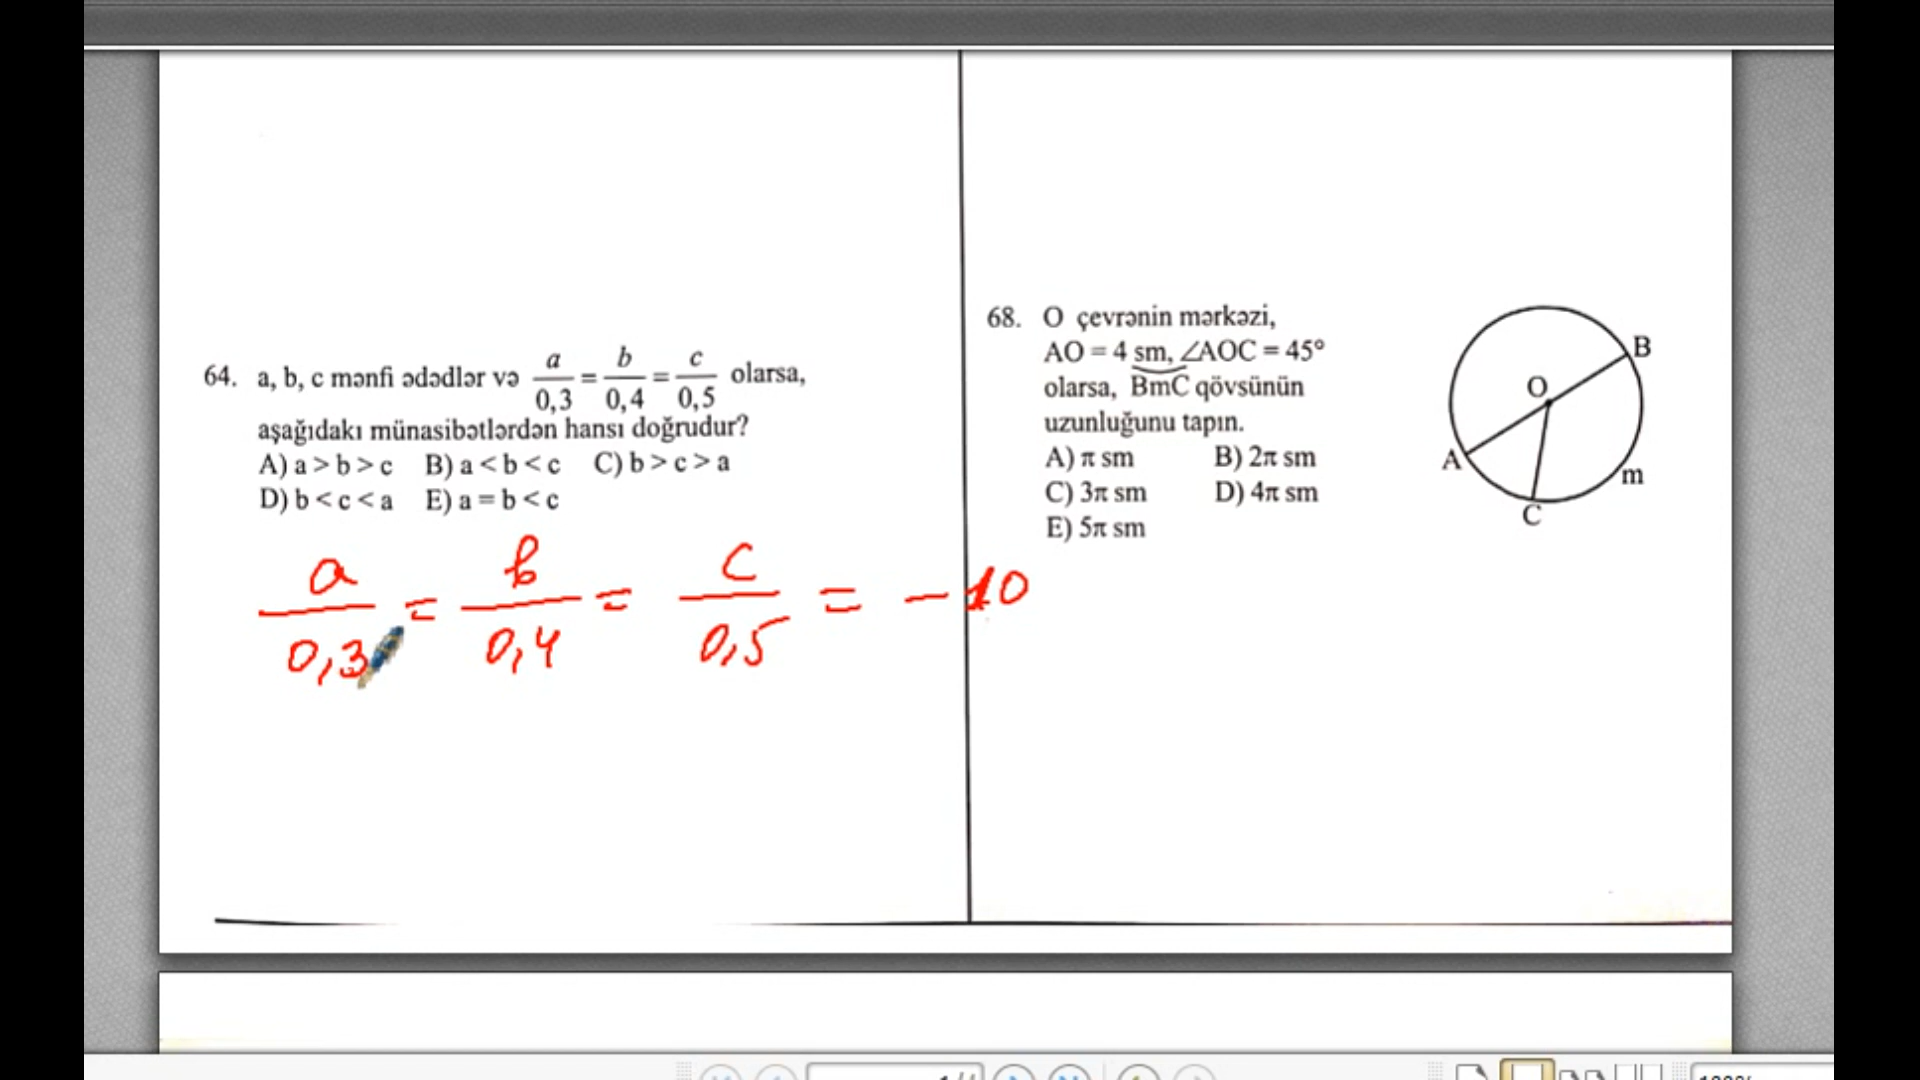 64. a, b, c mənfi ədədlər və a/0,3 = b/0,4 = c/0,5 olarsa,
aşağıdakı münasibətlərdən hansı doğrudur?
A) a > b > c B) a < b < c C) b > c > a
D) b < c < a E) a = b < c
a/0,3 = b/0,4 = c/0,5 = -10
68. O çevrənin mərkəzi,
AO = 4 sm, ∠AOC = 45°
olarsa, BmC qövsünün
uzunluğunu tapın.
A) π sm B) 2π sm
C) 3π sm D) 4π sm
E) 5π sm
B
O
A
m
C